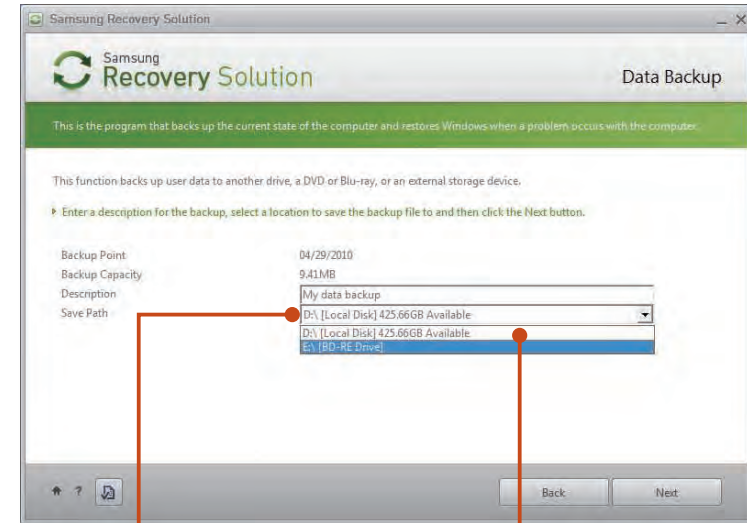 Samsung Recovery Solution
Samsung
Recovery Solution
Data Backup
This is the program that backs up the current state of the computer and restores Windows when a problem occurs with the computer.
This function backs up user data to another drive, a DVD or Blu-ray, or an external storage device.
Enter a description for the backup, select a location to save the backup file to and then click the Next button.
Backup Point 04/29/2010
Backup Capacity 9.41MB
Description My data backup
Save Path D:\ [Local Disk] 425.66GB Available
D:\ [Local Disk] 425.66GB Available
E:\ [BD-RE Drive]
?
Back Next